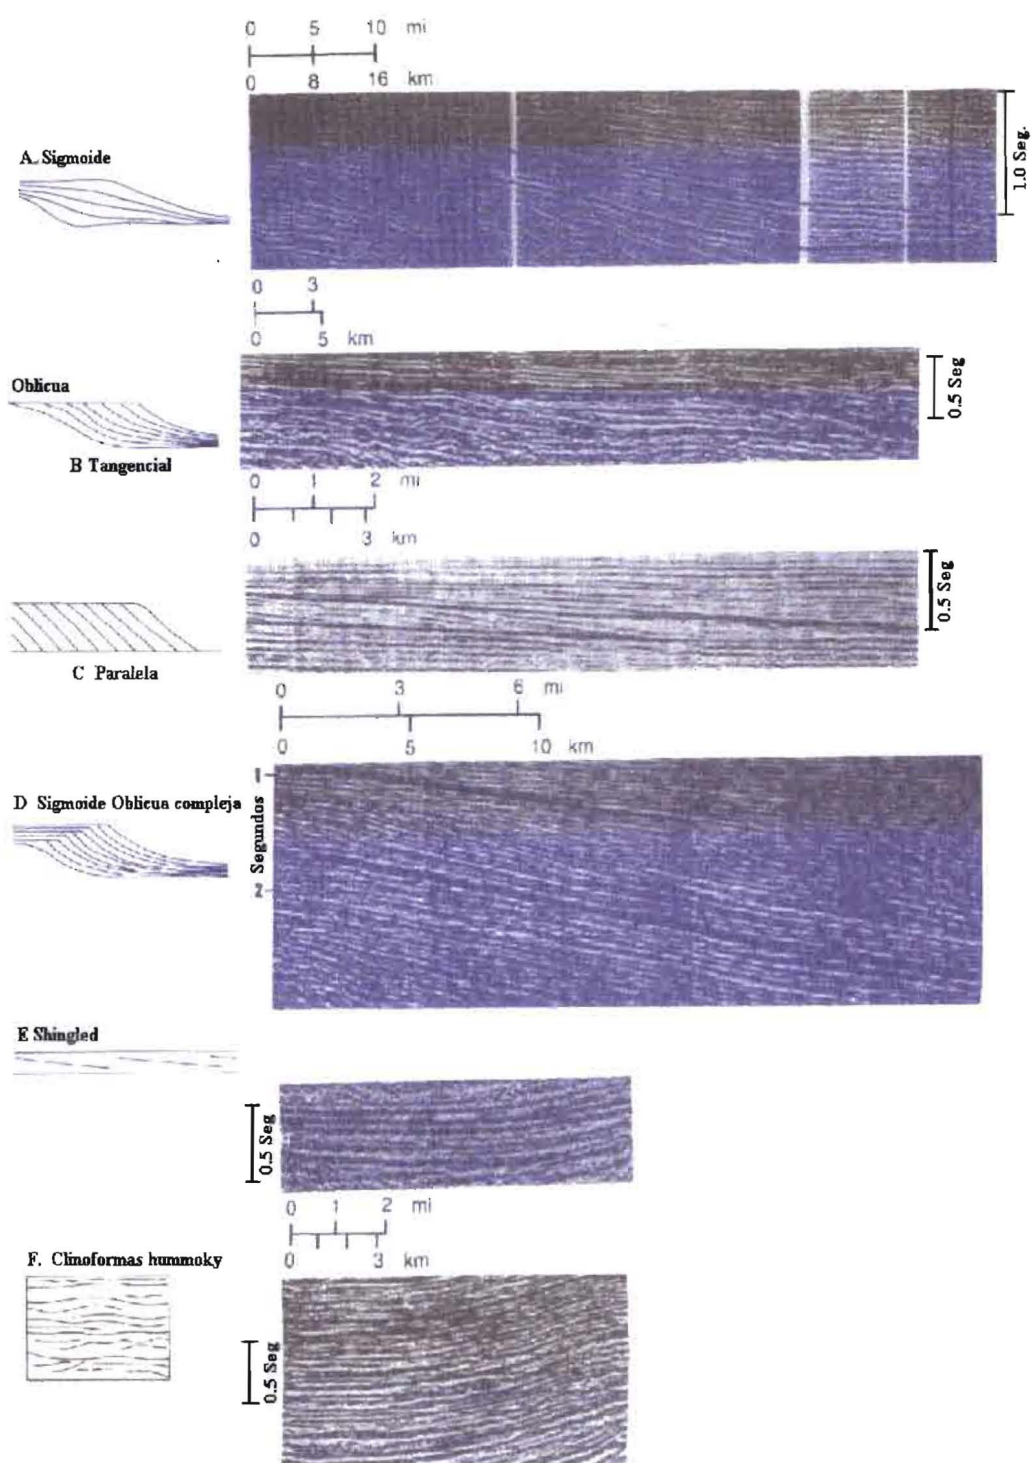 0 5 10 mi
0 8 16 km
A. Sigmoide
1.0 Seg.
0 3
0 5 km
Oblicua
B Tangencial
0.5 Seg
0 1 2 mi
0 3 km
C Paralela
0.5 Seg
0 3 6 mi
0 5 10 km
D Sigmoide Oblicua compleja
Segundos
1
2
E Shingled
0.5 Seg
0 1 2 mi
0 3 km
F. Clinoformas hummoky
0.5 Seg